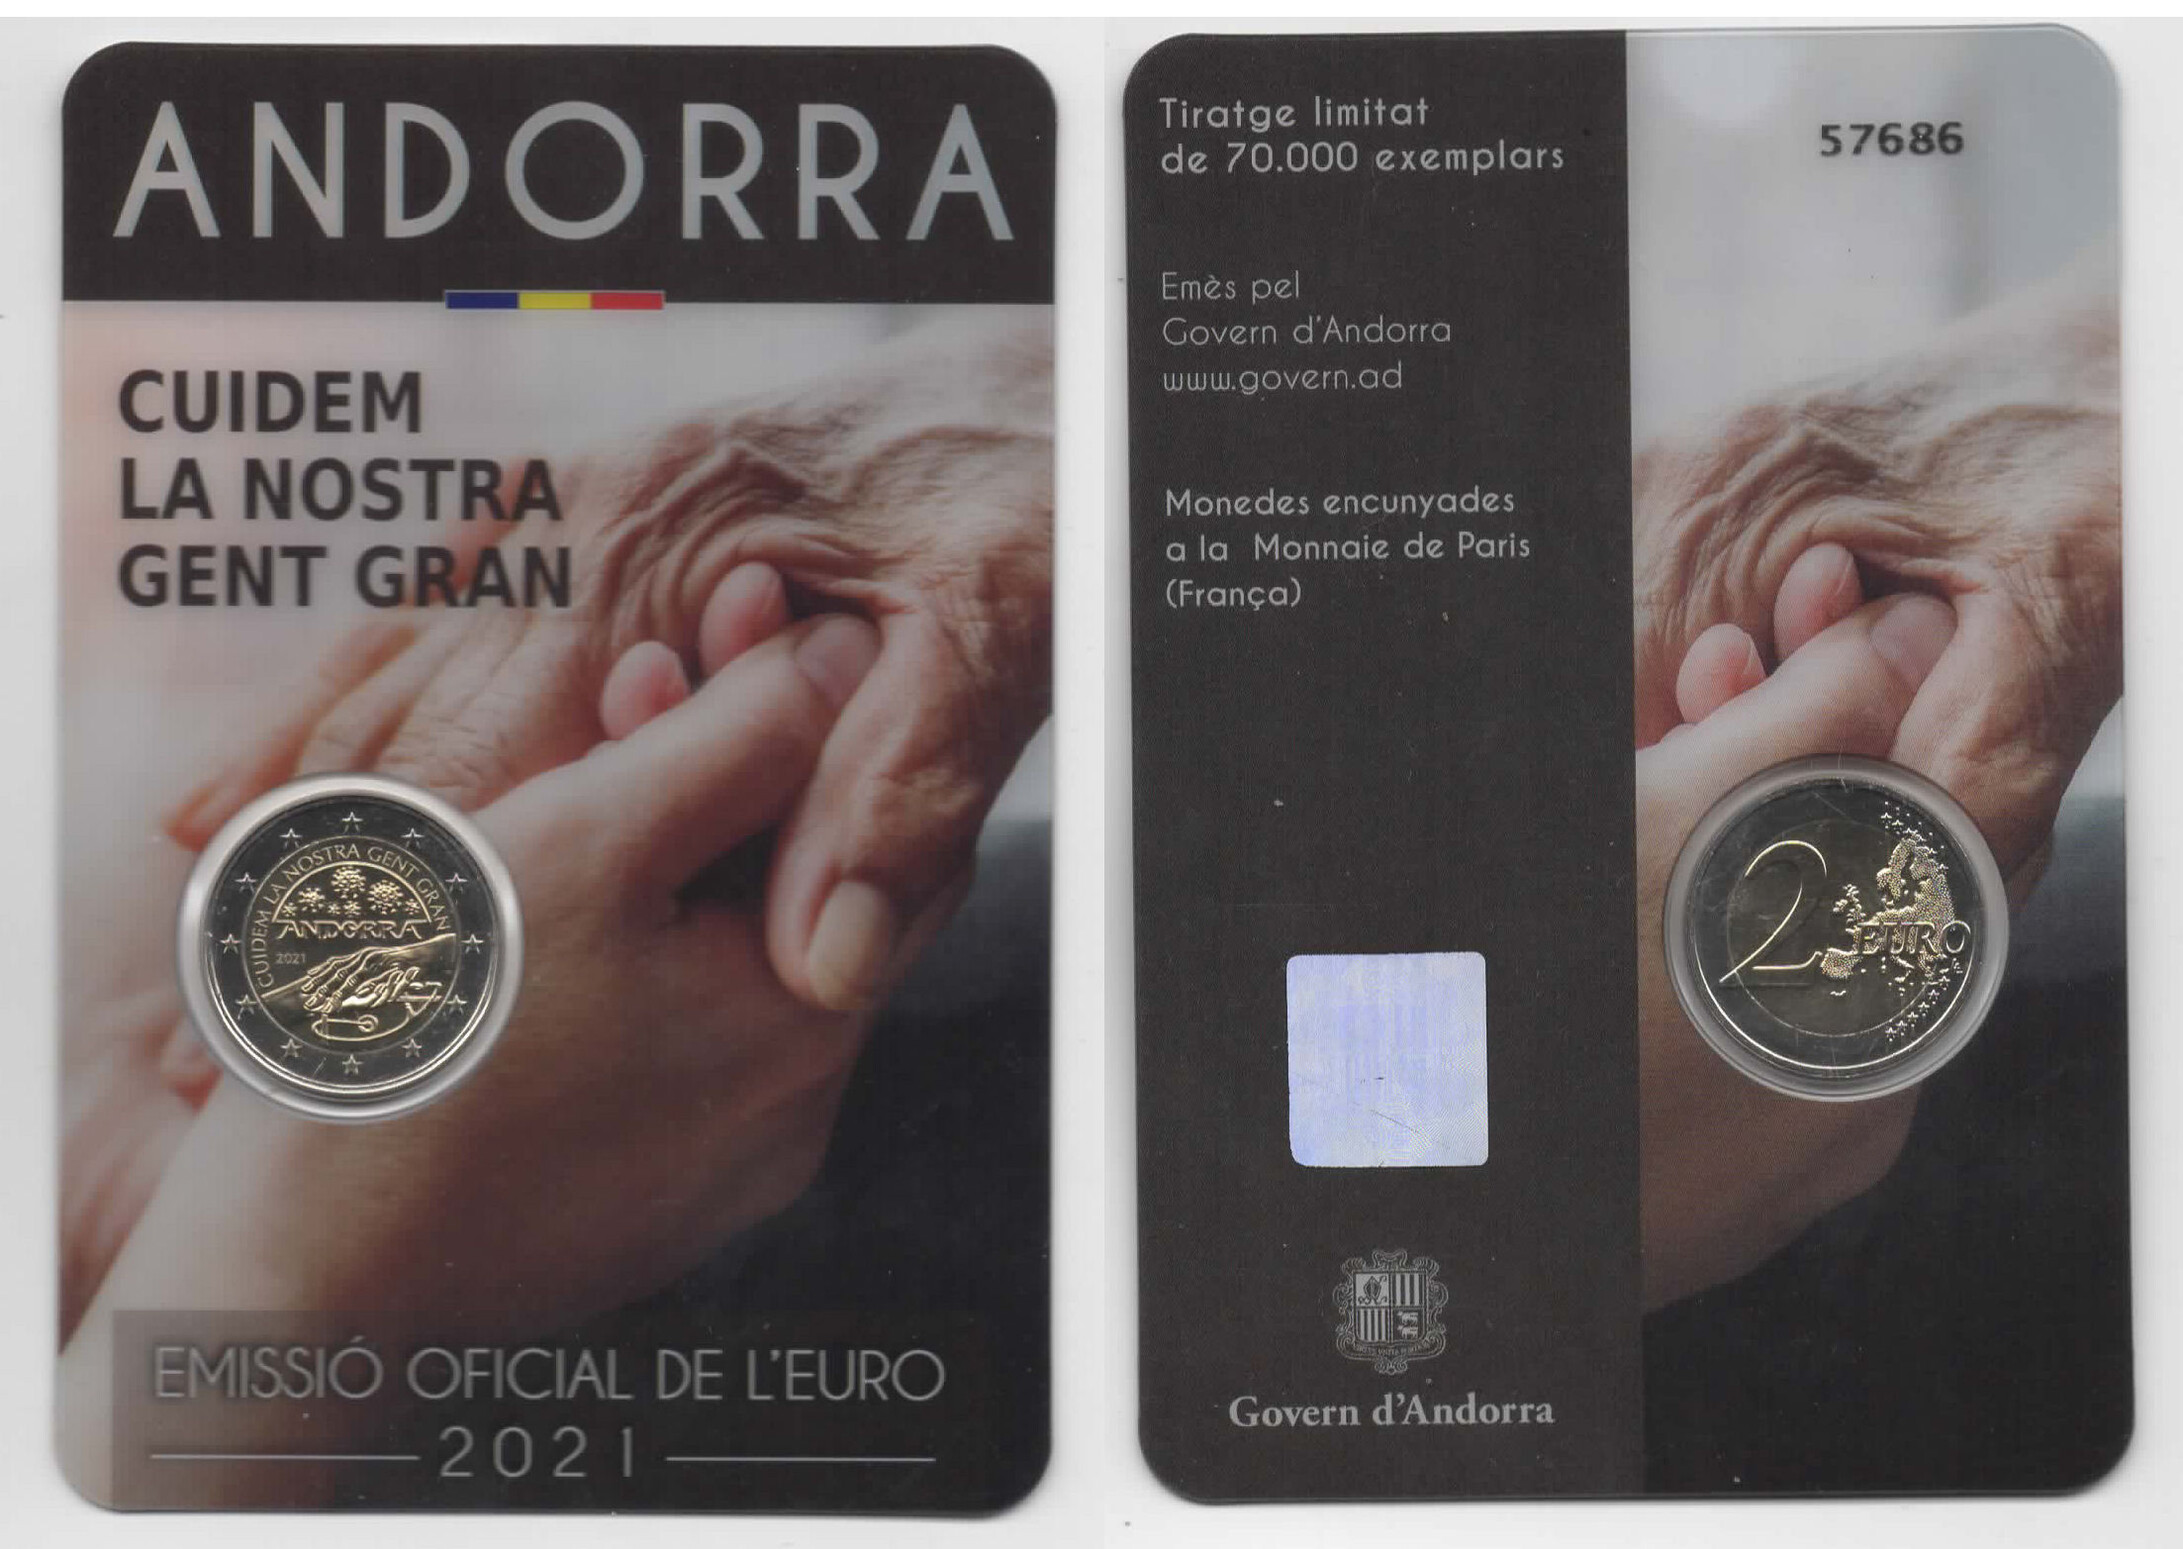 ANDORRA
CUIDEM
LA NOSTRA
GENT GRAN
CUIDEM LA NOSTRA GENT GRAN
ANDORRA
2021
EMISSIÓ OFICIAL DE L'EURO
2021
Tiratge limitat
de 70.000 exemplars
Emès pel
Govern d'Andorra
www.govern.ad
Monedes encunyades
a la Monnaie de Paris
(França)
Govern d'Andorra
57686
2 EURO